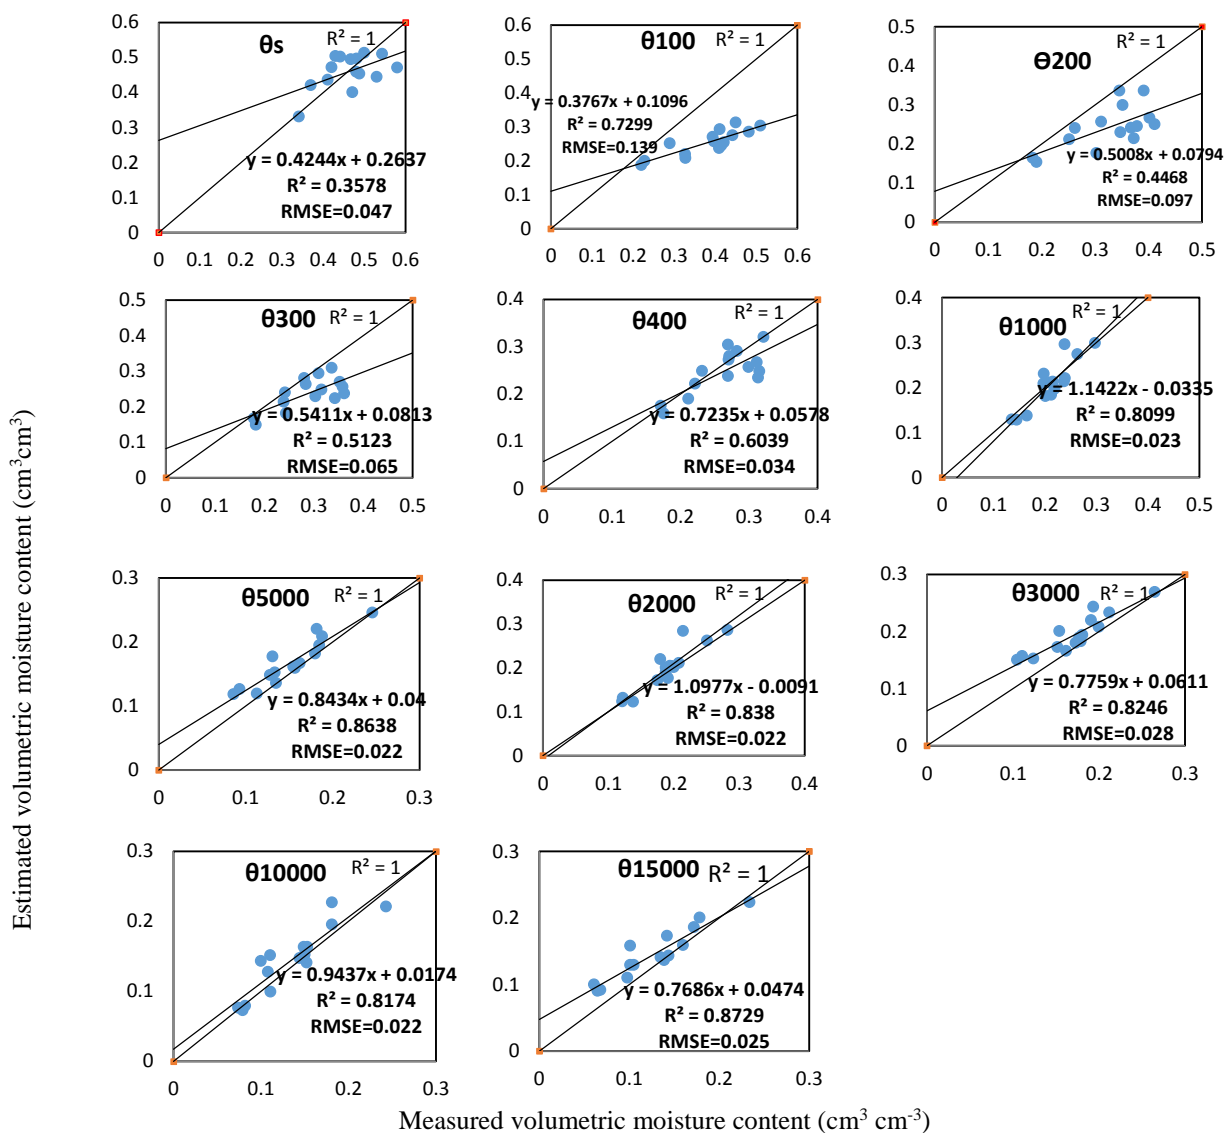 Estimated volumetric moisture content (cm³cm³)
θs
R² = 1
y = 0.4244x + 0.2637
R² = 0.3578
RMSE=0.047
0.6
0.5
0.4
0.3
0.2
0.1
0
0 0.1 0.2 0.3 0.4 0.5 0.6
θ100
R² = 1
y = 0.3767x + 0.1096
R² = 0.7299
RMSE=0.139
0.6
0.5
0.4
0.3
0.2
0.1
0
0 0.1 0.2 0.3 0.4 0.5 0.6
Ɵ200
R² = 1
y = 0.5008x + 0.0794
R² = 0.4468
RMSE=0.097
0.5
0.4
0.3
0.2
0.1
0
0 0.1 0.2 0.3 0.4 0.5
θ300
R² = 1
y = 0.5411x + 0.0813
R² = 0.5123
RMSE=0.065
0.5
0.4
0.3
0.2
0.1
0
0 0.1 0.2 0.3 0.4 0.5
θ400
R² = 1
y = 0.7235x + 0.0578
R² = 0.6039
RMSE=0.034
0.4
0.3
0.2
0.1
0
0 0.2 0.4
θ1000
R² = 1
y = 1.1422x - 0.0335
R² = 0.8099
RMSE=0.023
0.4
0.3
0.2
0.1
0
0 0.1 0.2 0.3 0.4 0.5
θ5000
R² = 1
y = 0.8434x + 0.04
R² = 0.8638
RMSE=0.022
0.3
0.2
0.1
0
0 0.1 0.2 0.3
θ2000
R² = 1
y = 1.0977x - 0.0091
R² = 0.838
RMSE=0.022
0.4
0.3
0.2
0.1
0
0 0.1 0.2 0.3 0.4
θ3000
R² = 1
y = 0.7759x + 0.0611
R² = 0.8246
RMSE=0.028
0.3
0.2
0.1
0
0 0.1 0.2 0.3
θ10000
R² = 1
y = 0.9437x + 0.0174
R² = 0.8174
RMSE=0.022
0.3
0.2
0.1
0
0 0.1 0.2 0.3
θ15000
R² = 1
y = 0.7686x + 0.0474
R² = 0.8729
RMSE=0.025
0.3
0.2
0.1
0
0 0.1 0.2 0.3
Measured volumetric moisture content (cm³ cm⁻³)